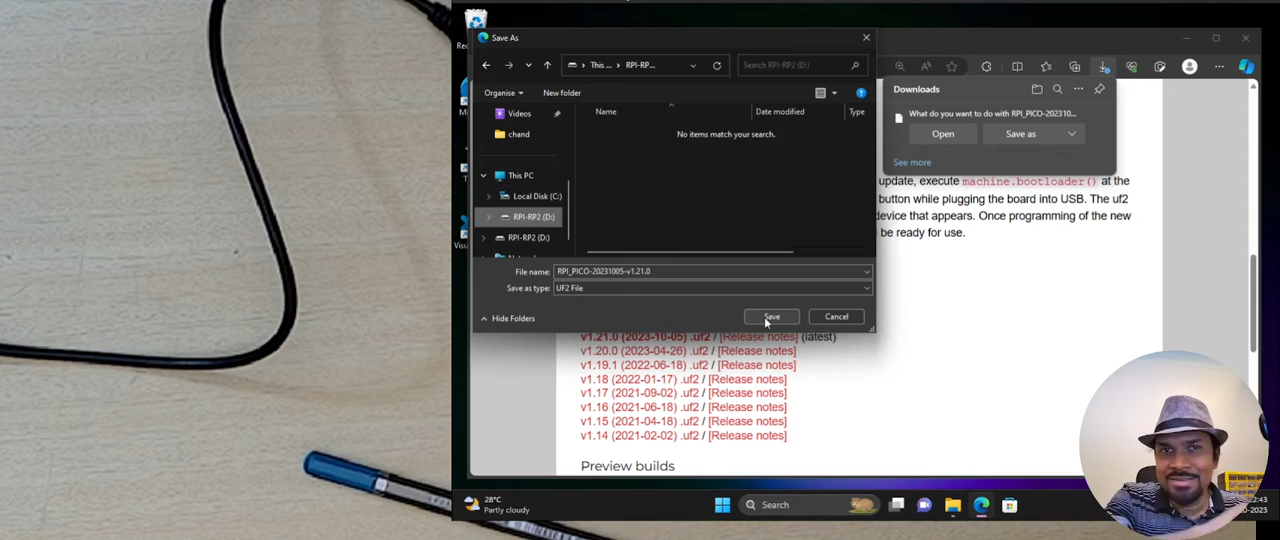 Save As
This ...
RPI-RP...
Search RPI-RP2 (D:)
Organise
New folder
Name
Date modified
Type
Videos
chand
No items match your search.
This PC
Local Disk (C:)
RPI-RP2 (D:)
RPI-RP2 (D:)
File name:
RPI_PICO-20231005-v1.21.0
Save as type:
UF2 File
Hide Folders
Save
Cancel
Downloads
What do you want to do with RPI_PICO-202310...
Open
Save as
See more
update, execute machine.bootloader() at the
button while plugging the board into USB. The uf2
device that appears. Once programming of the new
be ready for use.
v1.21.0 (2023-10-05) .uf2 / [Release notes] (latest)
v1.20.0 (2023-04-26) .uf2 / [Release notes]
v1.19.1 (2022-06-18) .uf2 / [Release notes]
v1.18 (2022-01-17) .uf2 / [Release notes]
v1.17 (2021-09-02) .uf2 / [Release notes]
v1.16 (2021-06-18) .uf2 / [Release notes]
v1.15 (2021-04-18) .uf2 / [Release notes]
v1.14 (2021-02-02) .uf2 / [Release notes]
Preview builds
28°C
Partly cloudy
Search